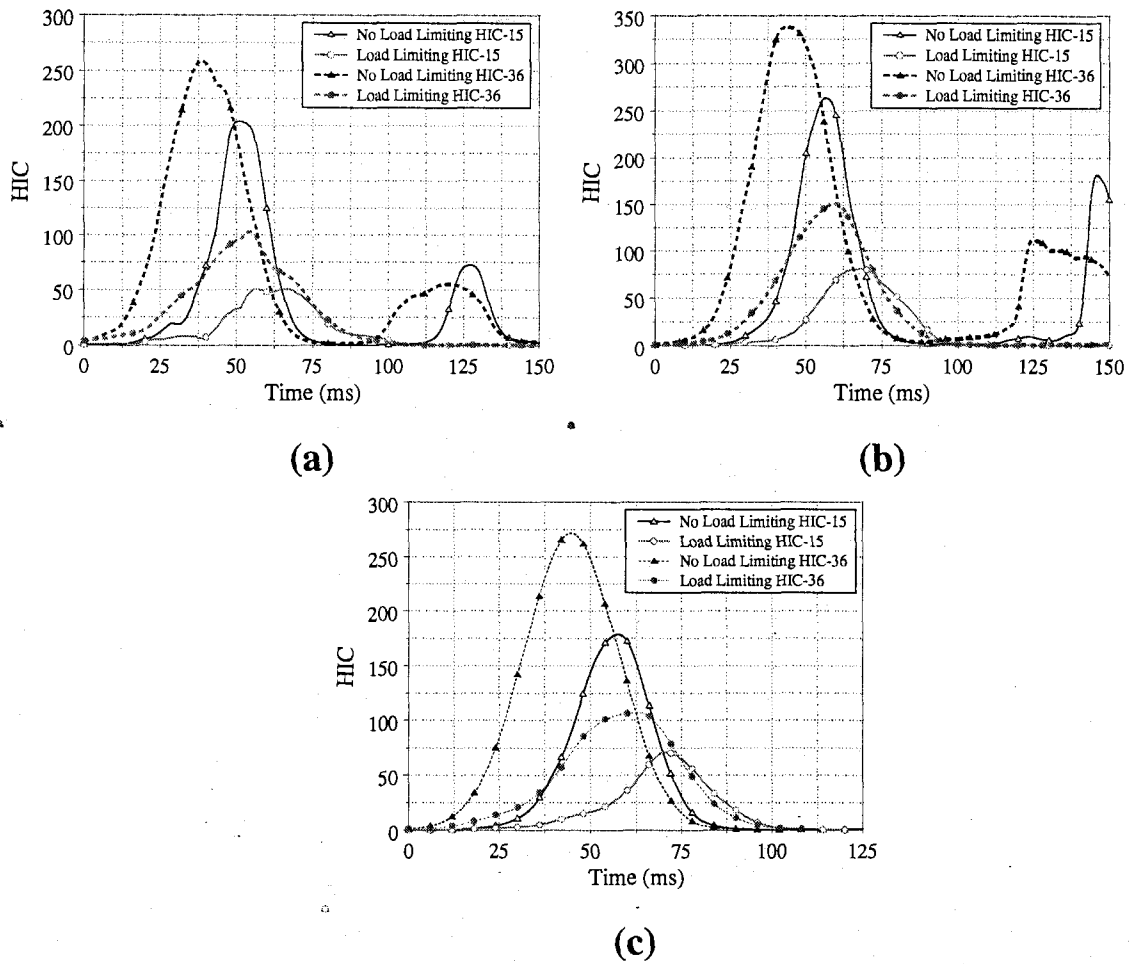 300
250
200
150
100
50
0
HIC
No Load Limiting HIC-15
Load Limiting HIC-15
No Load Limiting HIC-36
Load Limiting HIC-36
0 25 50 75 100 125 150
Time (ms)
(a)
350
300
250
200
150
100
50
0
HIC
No Load Limiting HIC-15
Load Limiting HIC-15
No Load Limiting HIC-36
Load Limiting HIC-36
0 25 50 75 100 125 150
Time (ms)
(b)
300
250
200
150
100
50
0
HIC
No Load Limiting HIC-15
Load Limiting HIC-15
No Load Limiting HIC-36
Load Limiting HIC-36
0 25 50 75 100 125
Time (ms)
(c)